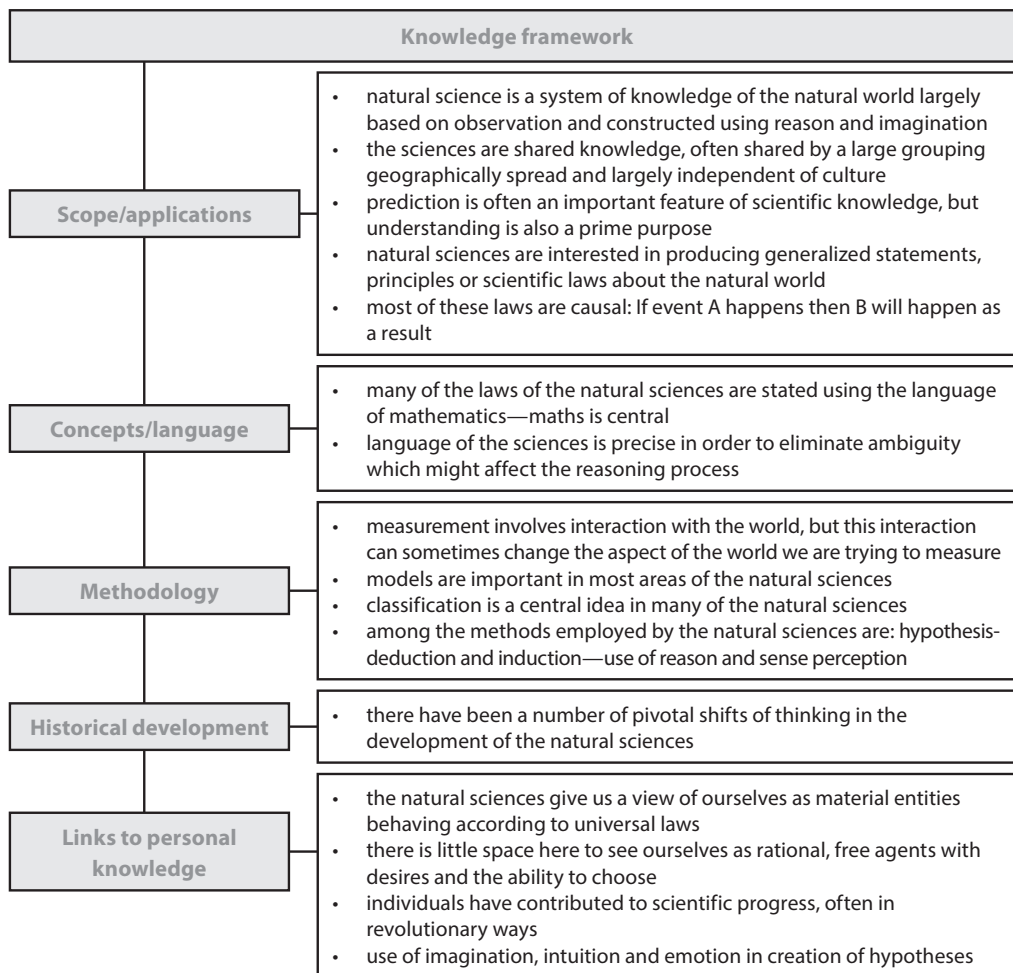 Knowledge framework
Scope/applications
• natural science is a system of knowledge of the natural world largely
based on observation and constructed using reason and imagination
• the sciences are shared knowledge, often shared by a large grouping
geographically spread and largely independent of culture
• prediction is often an important feature of scientific knowledge, but
understanding is also a prime purpose
• natural sciences are interested in producing generalized statements,
principles or scientific laws about the natural world
• most of these laws are causal: If event A happens then B will happen as
a result
Concepts/language
• many of the laws of the natural sciences are stated using the language
of mathematics—maths is central
• language of the sciences is precise in order to eliminate ambiguity
which might affect the reasoning process
Methodology
• measurement involves interaction with the world, but this interaction
can sometimes change the aspect of the world we are trying to measure
• models are important in most areas of the natural sciences
• classification is a central idea in many of the natural sciences
• among the methods employed by the natural sciences are: hypothesis-
deduction and induction—use of reason and sense perception
Historical development
• there have been a number of pivotal shifts of thinking in the
development of the natural sciences
Links to personal
knowledge
• the natural sciences give us a view of ourselves as material entities
behaving according to universal laws
• there is little space here to see ourselves as rational, free agents with
desires and the ability to choose
• individuals have contributed to scientific progress, often in
revolutionary ways
• use of imagination, intuition and emotion in creation of hypotheses